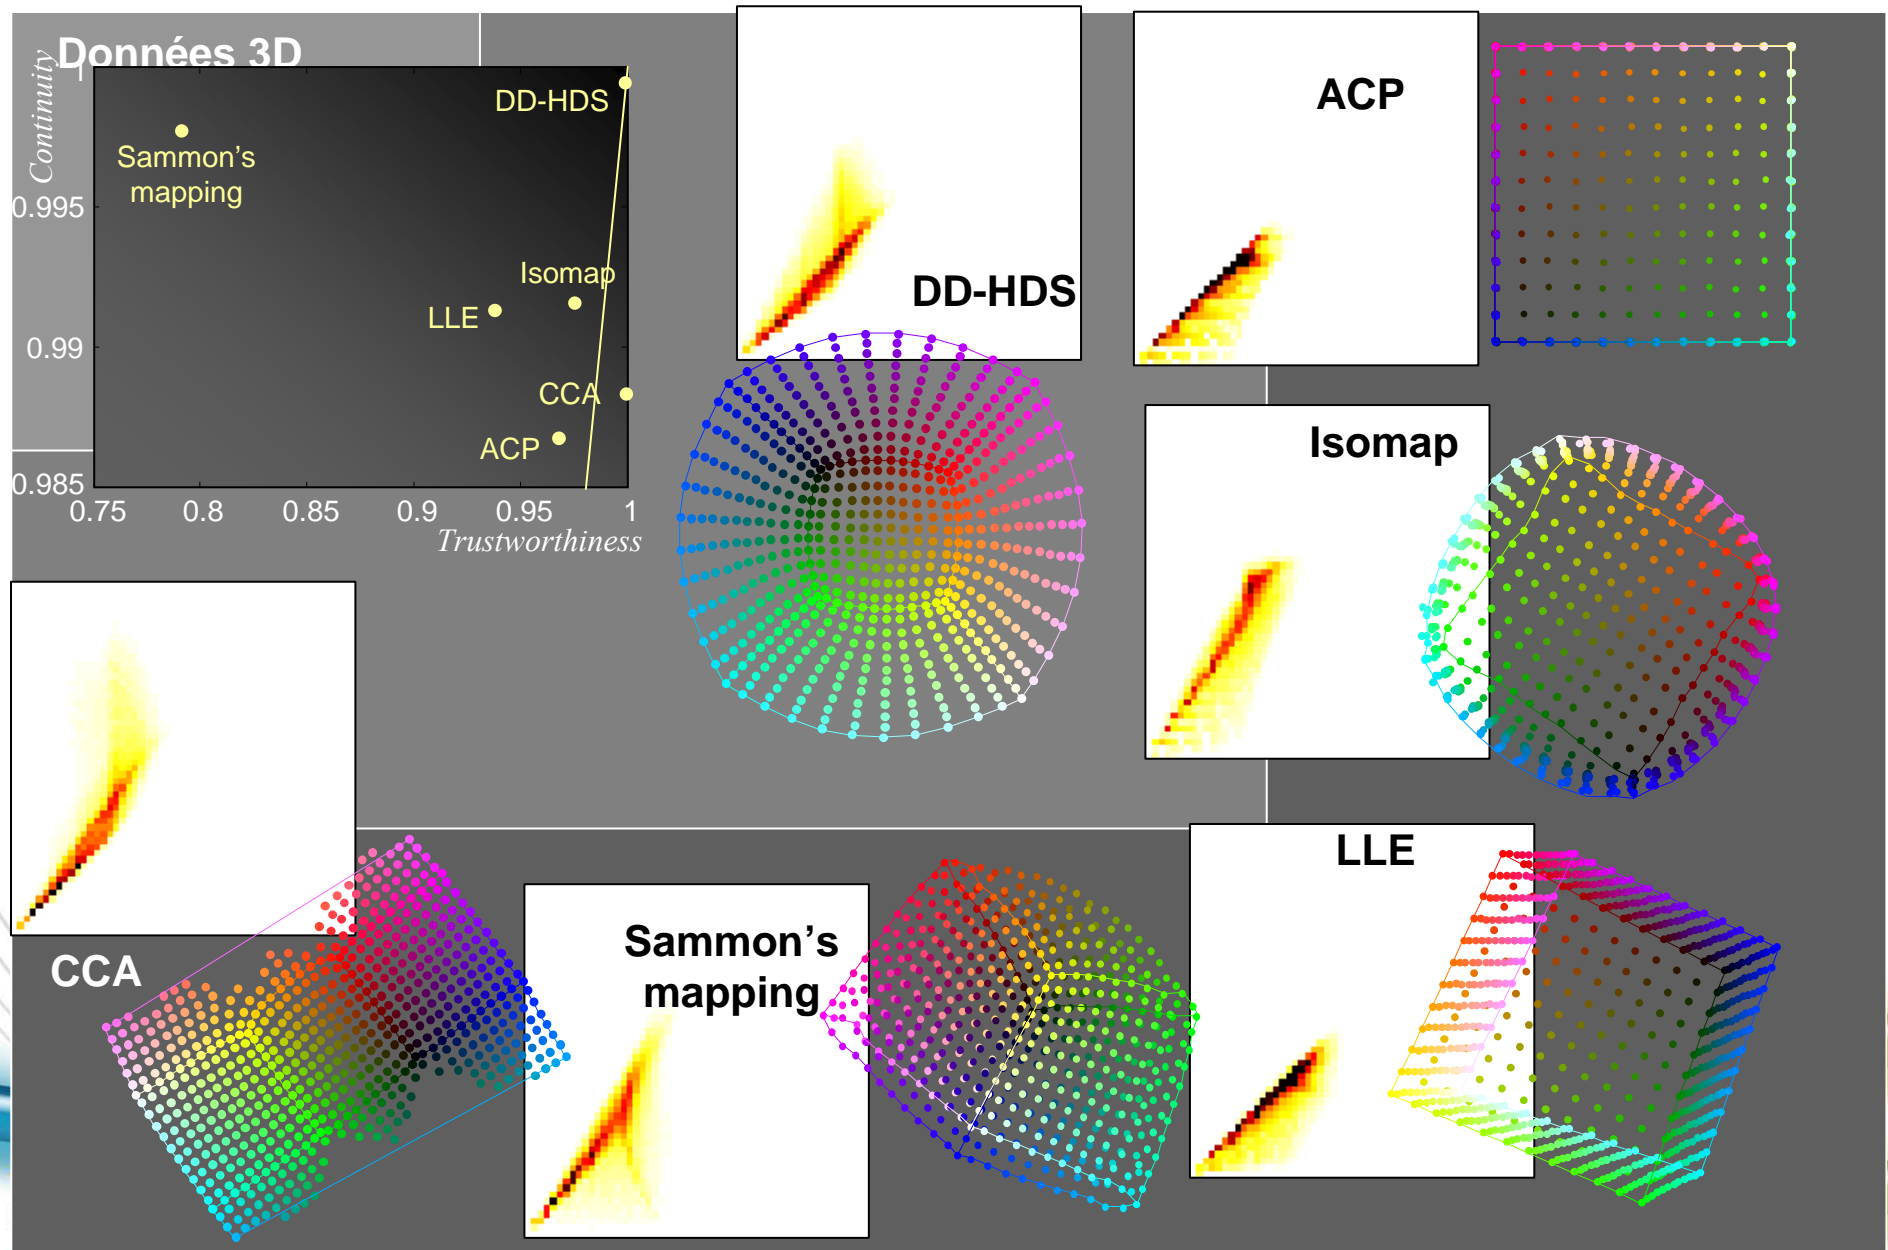 Données 3D
Continuity
1
0.995
0.99
0.985
0.75
0.8
0.85
0.9
0.95
1
Trustworthiness
DD-HDS
Sammon’s
mapping
Isomap
LLE
CCA
ACP
DD-HDS
ACP
Isomap
LLE
CCA
Sammon’s
mapping